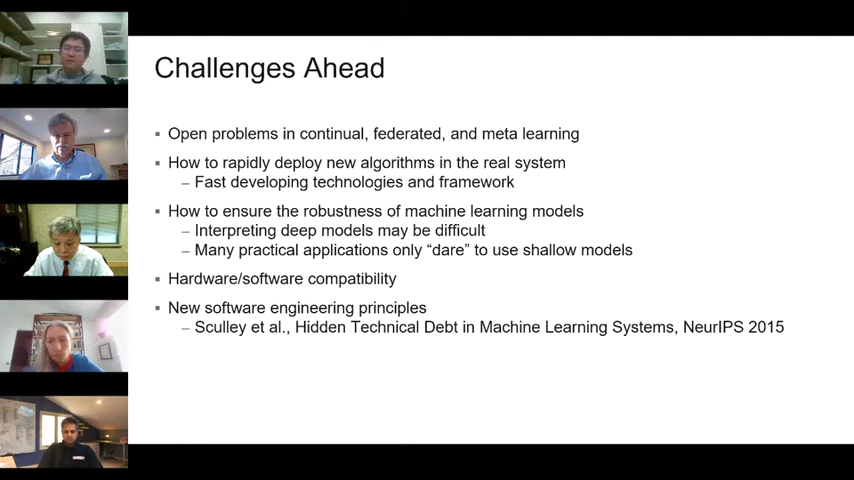 Challenges Ahead
▪ Open problems in continual, federated, and meta learning
▪ How to rapidly deploy new algorithms in the real system
– Fast developing technologies and framework
▪ How to ensure the robustness of machine learning models
– Interpreting deep models may be difficult
– Many practical applications only “dare” to use shallow models
▪ Hardware/software compatibility
▪ New software engineering principles
– Sculley et al., Hidden Technical Debt in Machine Learning Systems, NeurIPS 2015